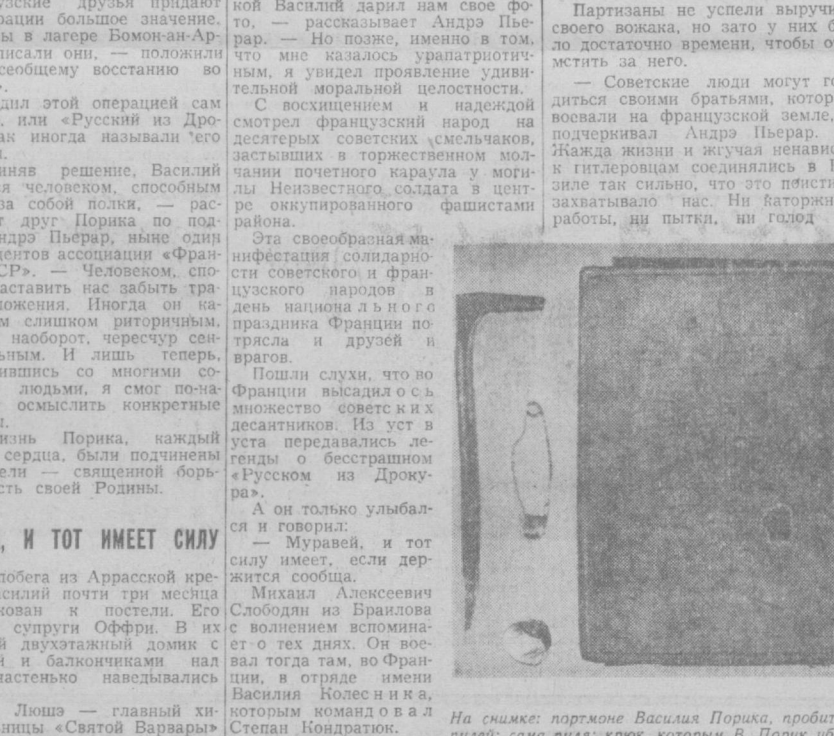 узские друзья придают
рации большое значение.
ы в лагере Бомон-ан-Ар-
писали они, — положили
сеобщему восстанию во
дил этой операцией сам
, или «Русский из Дро-
ак иногда называли его
иняв решение, Василий
я человеком, способным
за собой полки, — рас-
т друг Порика по под-
ндрэ Пьерар, ныне один
дентов ассоциации «Фран-
СР». — Человеком, спо-
аставить нас забыть тра-
ложения. Иногда он ка-
м слишком риторичным,
наоборот, чересчур сен-
ьным. И лишь теперь,
ившись со многими со-
людьми, я смог по-на-
осмыслить конкретные
изнь Порика, каждый
сердца, были подчинены
ели — священной борь-
сть своей Родины.
, И ТОТ ИМЕЕТ СИЛУ
побега из Аррасской кре-
силий почти три месяца
кован к постели. Его
супруги Оффри. В их
й двухэтажный домик с
й и балкончиками над
частенько наведывались
Люшэ — главный хи-
ницы «Святой Варвары»
кой Василий дарил нам свое фо-
то, — рассказывает Андрэ Пье-
рар. — Но позже, именно в том,
что мне казалось урапатриотич-
ным, я увидел проявление удиви-
тельной моральной целостности.
С восхищением и надеждой
смотрел французский народ на
десятерых советских смельчаков,
застывших в торжественном мол-
чании почетного караула у моги-
лы Неизвестного солдата в цент-
ре оккупированного фашистами
района.
Эта своеобразная ма-
нифестация солидарно-
сти советского и фран-
цузского народов в
день национального
праздника Франции по-
трясла и друзей и
врагов.
Пошли слухи, что во
Франции высадилось
множество советских
десантников. Из уст в
уста передавались ле-
генды о бесстрашном
«Русском из Дроку-
ра».
А он только улыбал-
ся и говорил:
— Муравей, и тот
силу имеет, если дер-
жится сообща.
Михаил Алексеевич
Слободян из Браилова
с волнением вспомина-
ет о тех днях. Он вое-
вал тогда там, во Фран-
ции, в отряде имени
Василия Колесника,
которым командовал
Степан Кондратюк.
Партизаны не успели выручи
своего вожака, но зато у них б
ло достаточно времени, чтобы о
мстить за него.
— Советские люди могут го
диться своими братьями, котор
воевали на французской земле,
подчеркивал Андрэ Пьерар.
Жажда жизни и жгучая ненавис
к гитлеровцам соединялись в В
зиле так сильно, что это поисти
захватывало нас. Ни каторжн
работы, ни пытки, ни голод
На снимке: портмоне Василия Порика, пробит
пилей; сама пуля; крюк, которым В. Порик